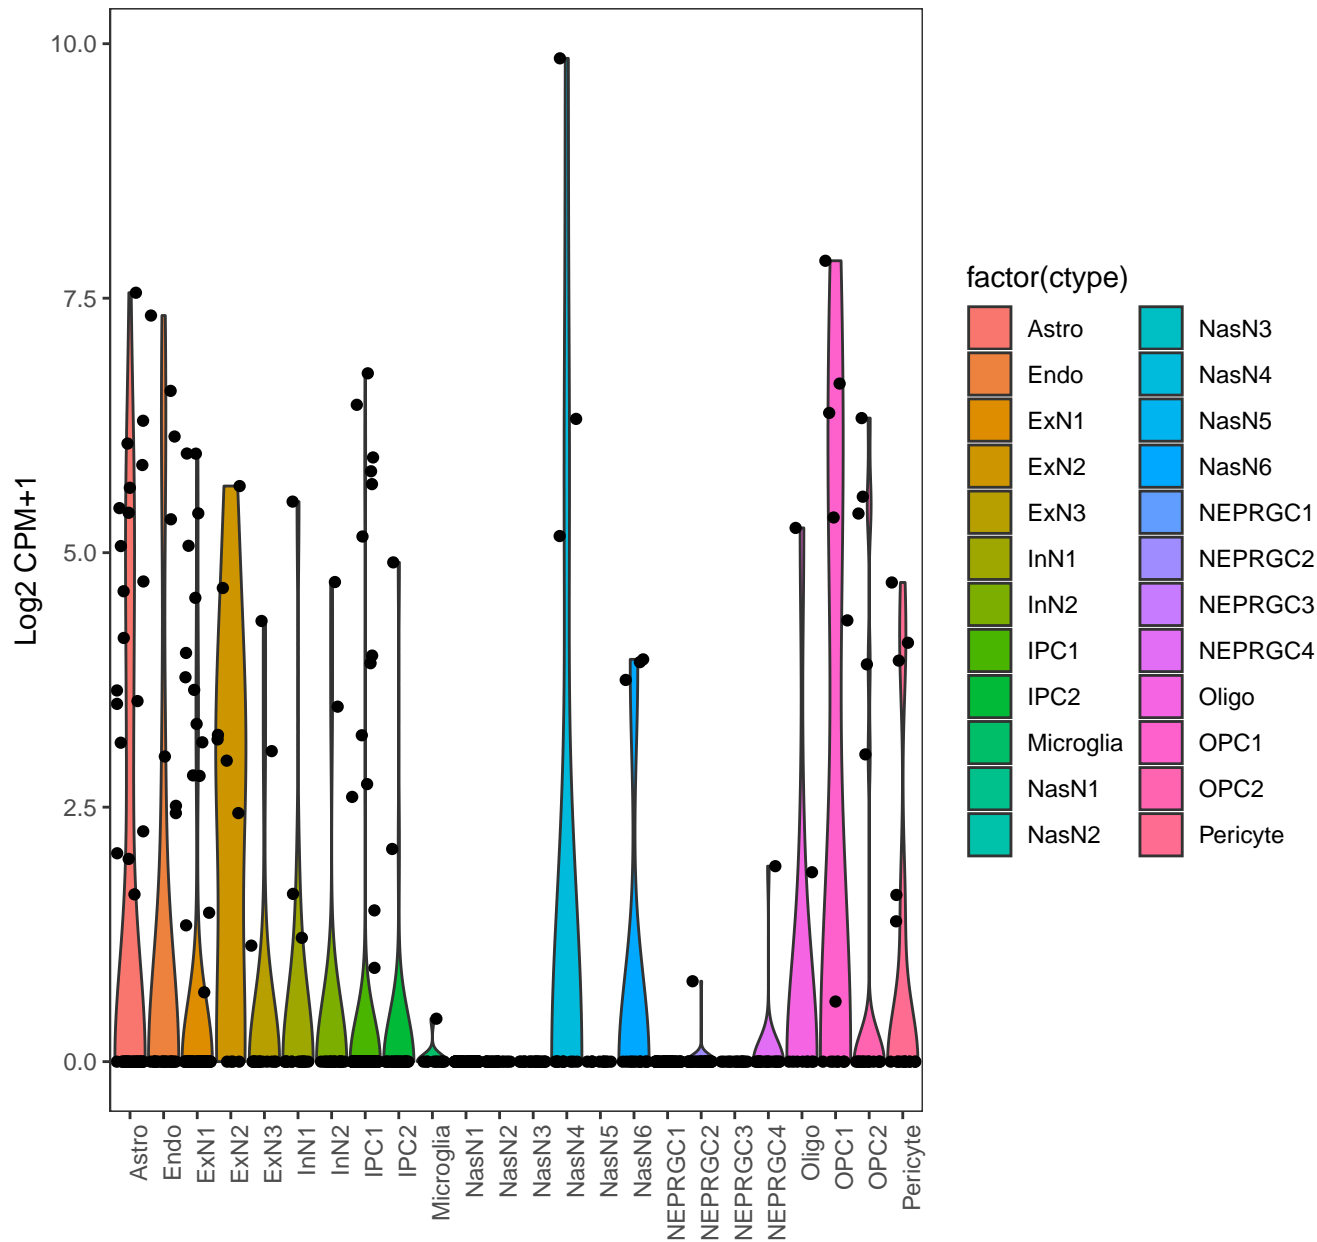 Log2 CPM+1
10.0
7.5
5.0
2.5
0.0
Astro
Endo
ExN1
ExN2
ExN3
InN1
InN2
IPC1
IPC2
Microglia
NasN1
NasN2
NasN3
NasN4
NasN5
NasN6
NEPRGC1
NEPRGC2
NEPRGC3
NEPRGC4
Oligo
OPC1
OPC2
Pericyte
factor(ctype)
Astro
Endo
ExN1
ExN2
ExN3
InN1
InN2
IPC1
IPC2
Microglia
NasN1
NasN2
NasN3
NasN4
NasN5
NasN6
NEPRGC1
NEPRGC2
NEPRGC3
NEPRGC4
Oligo
OPC1
OPC2
Pericyte